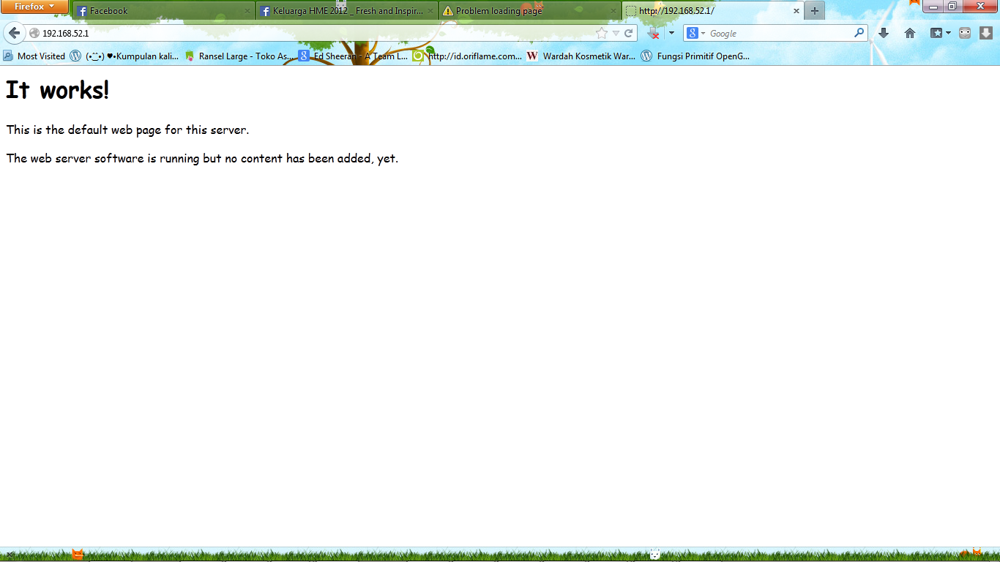 Firefox
Facebook
Keluarga HME 2012 _ Fresh and Inspir...
Problem loading page
http://192.168.52.1/
192.168.52.1
Google
Most Visited
(•̃͡-̮•̃͡) ♥•Kumpulan kali...
Ransel Large - Toko As...
Ed Sheeran - A Team L...
http://id.oriflame.com...
Wardah Kosmetik War...
Fungsi Primitif OpenG...
It works!
This is the default web page for this server.
The web server software is running but no content has been added, yet.